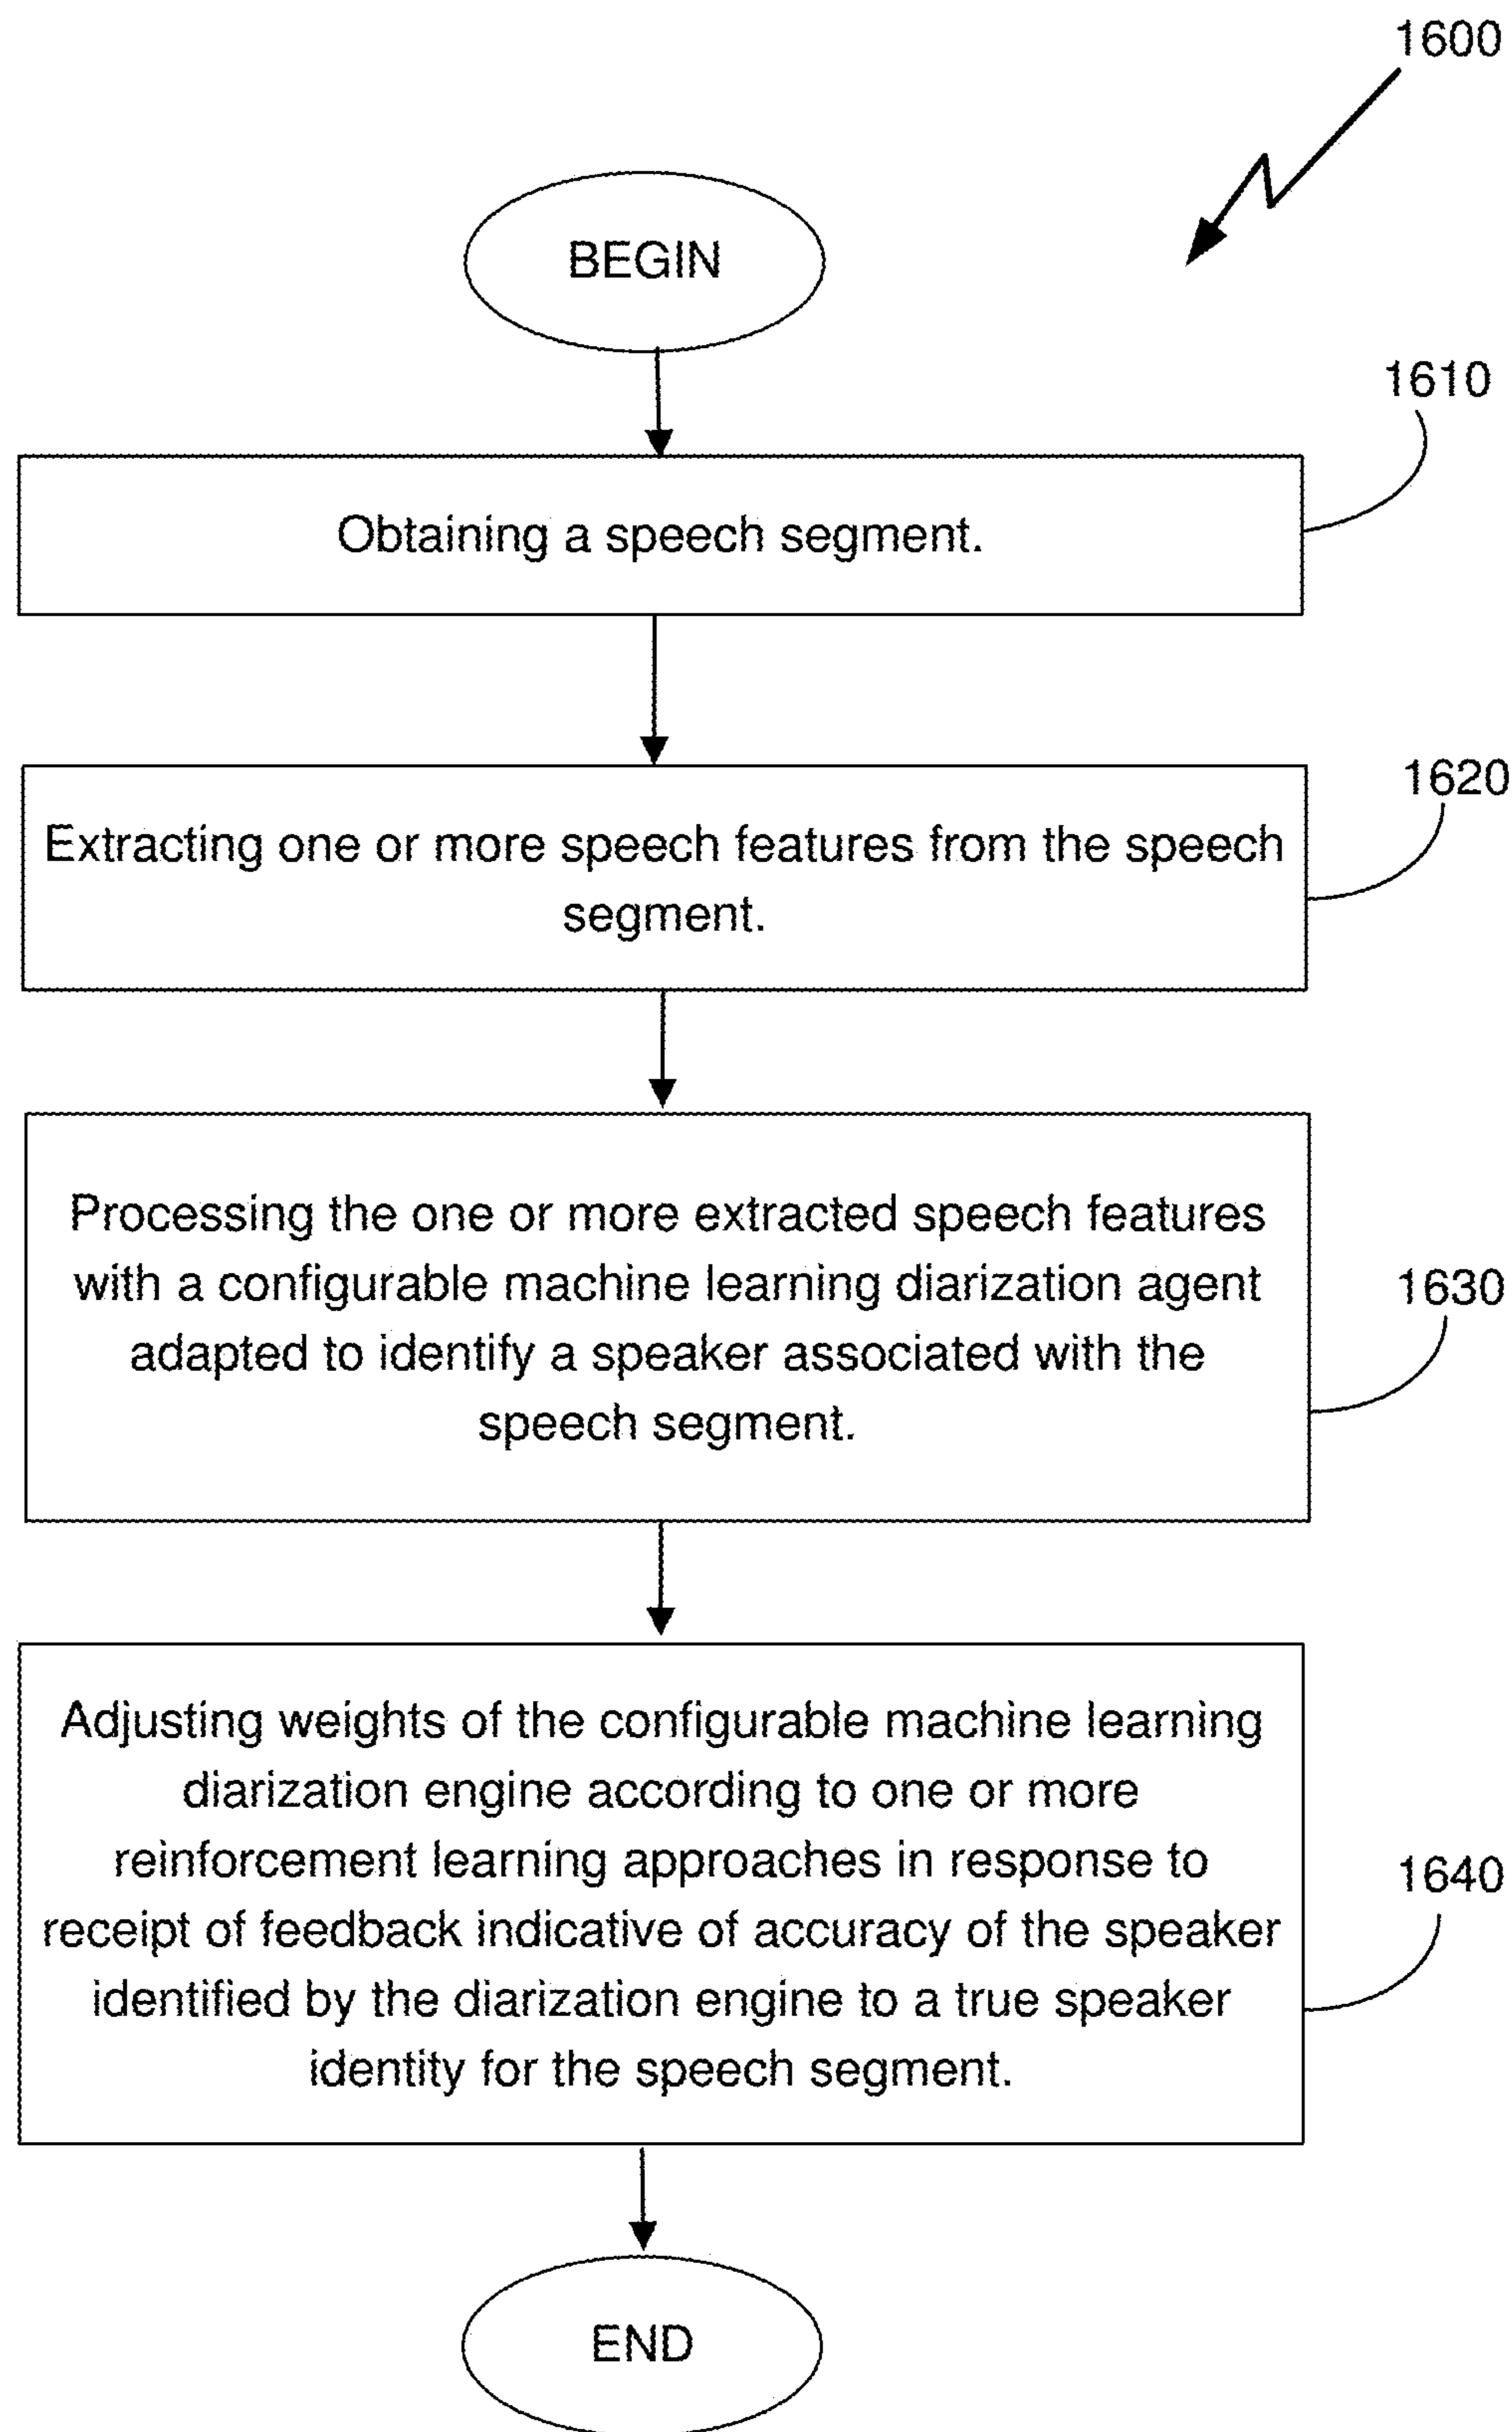 1600
BEGIN
1610
Obtaining a speech segment.
1620
Extracting one or more speech features from the speech
segment.
Processing the one or more extracted speech features
with a configurable machine learning diarization agent
1630
adapted to identify a speaker associated with the
speech segment.
Adjusting weights of the configurable machine learning
diarization engine according to one or more
reinforcement learning approaches in response to
1640
receipt of feedback indicative of accuracy of the speaker
identified by the diarization engine to a true speaker
identity for the speech segment.
END